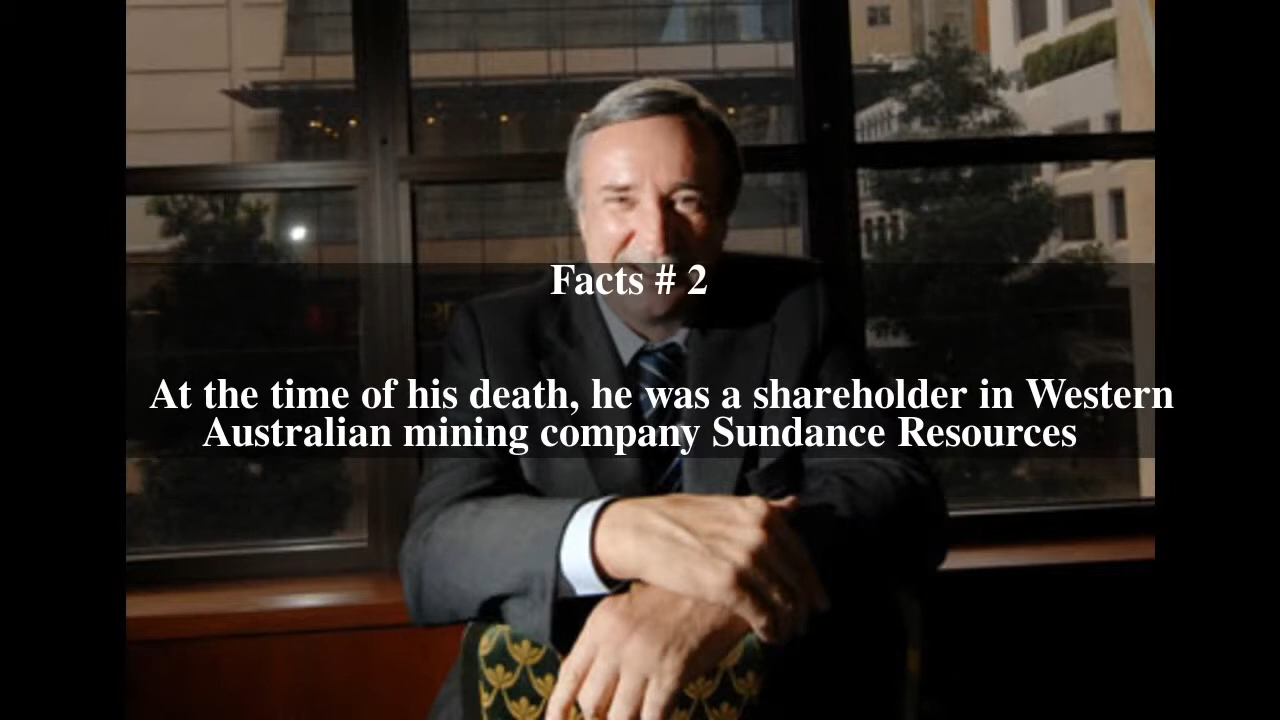 Facts # 2
At the time of his death, he was a shareholder in Western
Australian mining company Sundance Resources